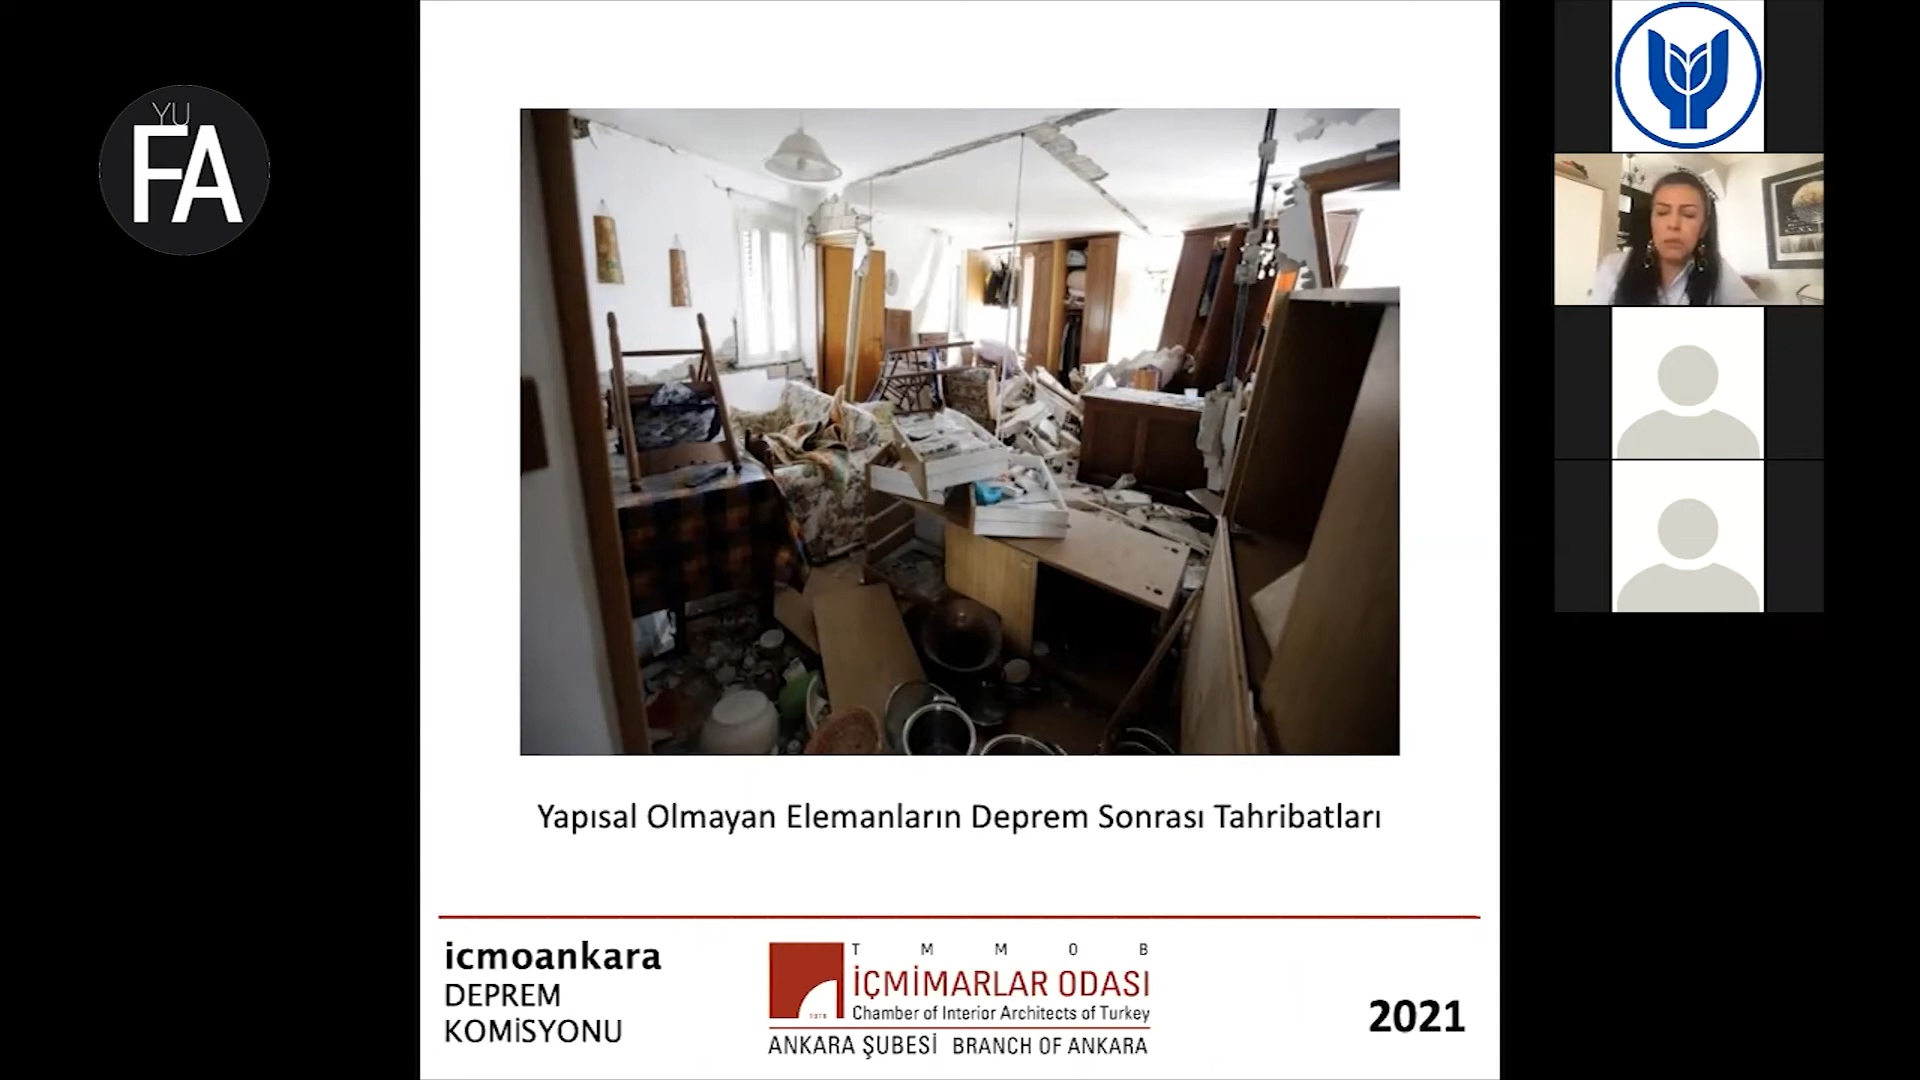 YU
FA
Yapısal Olmayan Elemanların Deprem Sonrası Tahribatları
icmoankara
DEPREM
KOMİSYONU
T M M O B
İÇMİMARLAR ODASI
1976
Chamber of Interior Architects of Turkey
ANKARA ŞUBESİ BRANCH OF ANKARA
2021